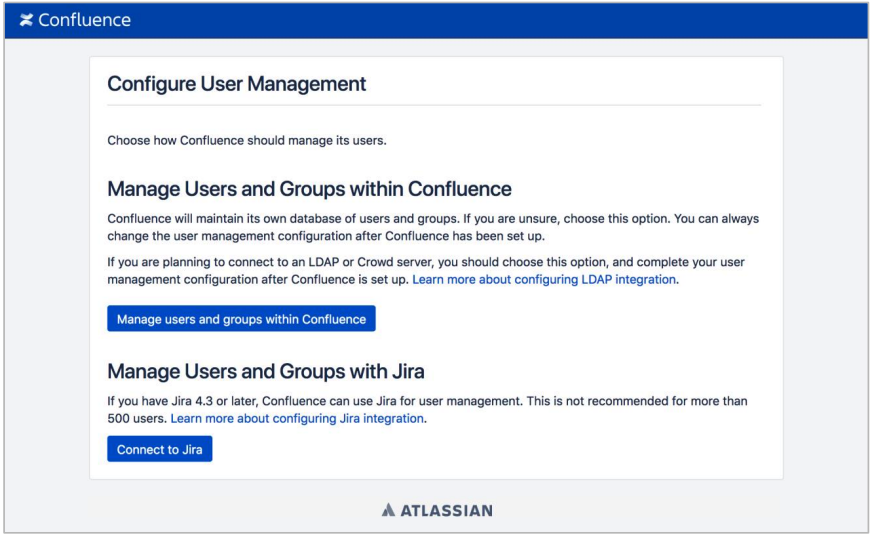 Confluence
Configure User Management
Choose how Confluence should manage its users.
Manage Users and Groups within Confluence
Confluence will maintain its own database of users and groups. If you are unsure, choose this option. You can always
change the user management configuration after Confluence has been set up.
If you are planning to connect to an LDAP or Crowd server, you should choose this option, and complete your user
management configuration after Confluence is set up. Learn more about configuring LDAP integration.
Manage users and groups within Confluence
Manage Users and Groups with Jira
If you have Jira 4.3 or later, Confluence can use Jira for user management. This is not recommended for more than
500 users. Learn more about configuring Jira integration.
Connect to Jira
ATLASSIAN